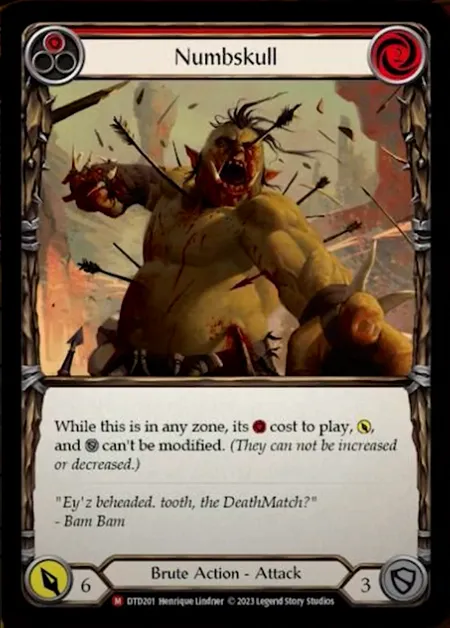 Numbskull
While this is in any zone, its cost to play,
and can't be modified. (They can not be increased
or decreased.)
"Ey'z beheaded. tooth, the DeathMatch?"
- Bam Bam
6 Brute Action - Attack 3
M DTD201 Henrique Lindner © 2023 Legend Story Studios